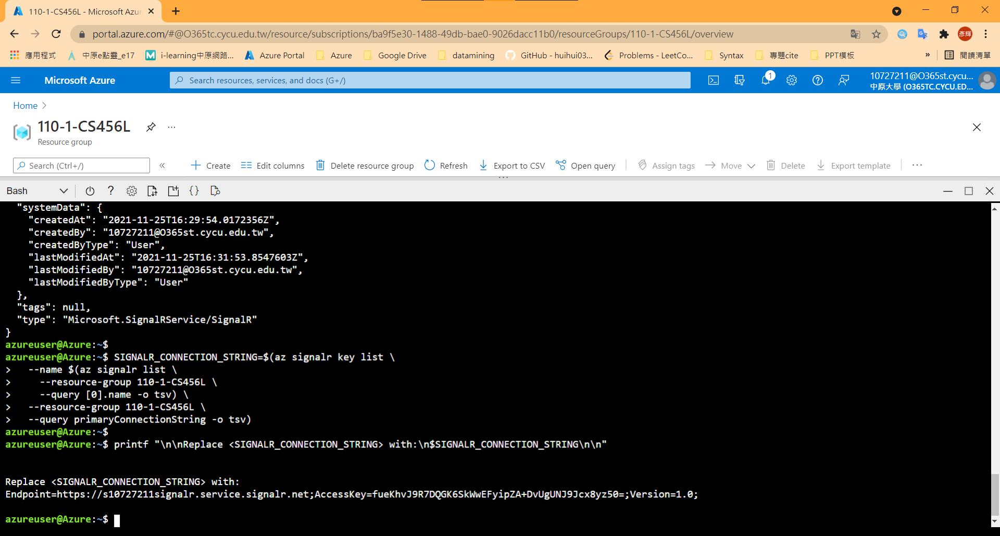 110-1-CS456L - Microsoft Azur
portal.azure.com/#@O365tc.cycu.edu.tw/resource/subscriptions/ba9f5e30-1488-49db-bae0-9026dacc11b0/resourceGroups/110-1-CS456L/overview
彥輝
應用程式 中原e點靈_e17 i-learning中原網路... Azure Portal Azure Google Drive datamining GitHub - huihui03... Problems - LeetCo... Syntax 專題cite PPT模板 » 閱讀清單
Microsoft Azure
Search resources, services, and docs (G+/)
1
10727211@O365st.cycu...
中原大學 (O365TC.CYCU.ED...
Home >
110-1-CS456L
...
Resource group
Search (Ctrl+/) « Create Edit columns Delete resource group Refresh Export to CSV Open query Assign tags Move Delete Export template ...
Bash ? {}
"systemData": {
"createdAt": "2021-11-25T16:29:54.0172356Z",
"createdBy": "10727211@O365st.cycu.edu.tw",
"createdByType": "User",
"lastModifiedAt": "2021-11-25T16:31:53.8547603Z",
"lastModifiedBy": "10727211@O365st.cycu.edu.tw",
"lastModifiedByType": "User"
},
"tags": null,
"type": "Microsoft.SignalRService/SignalR"
}
azureuser@Azure:~$
azureuser@Azure:~$ SIGNALR_CONNECTION_STRING=$(az signalr key list \
> --name $(az signalr list \
> --resource-group 110-1-CS456L \
> --query [0].name -o tsv) \
> --resource-group 110-1-CS456L \
> --query primaryConnectionString -o tsv)
azureuser@Azure:~$
azureuser@Azure:~$ printf "\n\nReplace <SIGNALR_CONNECTION_STRING> with:\n$SIGNALR_CONNECTION_STRING\n\n"
Replace <SIGNALR_CONNECTION_STRING> with:
Endpoint=https://s10727211signalr.service.signalr.net;AccessKey=fueKhvJ9R7DQGK6SkWwEFyipZA+DvUgUNJ9Jcx8yz50=;Version=1.0;
azureuser@Azure:~$